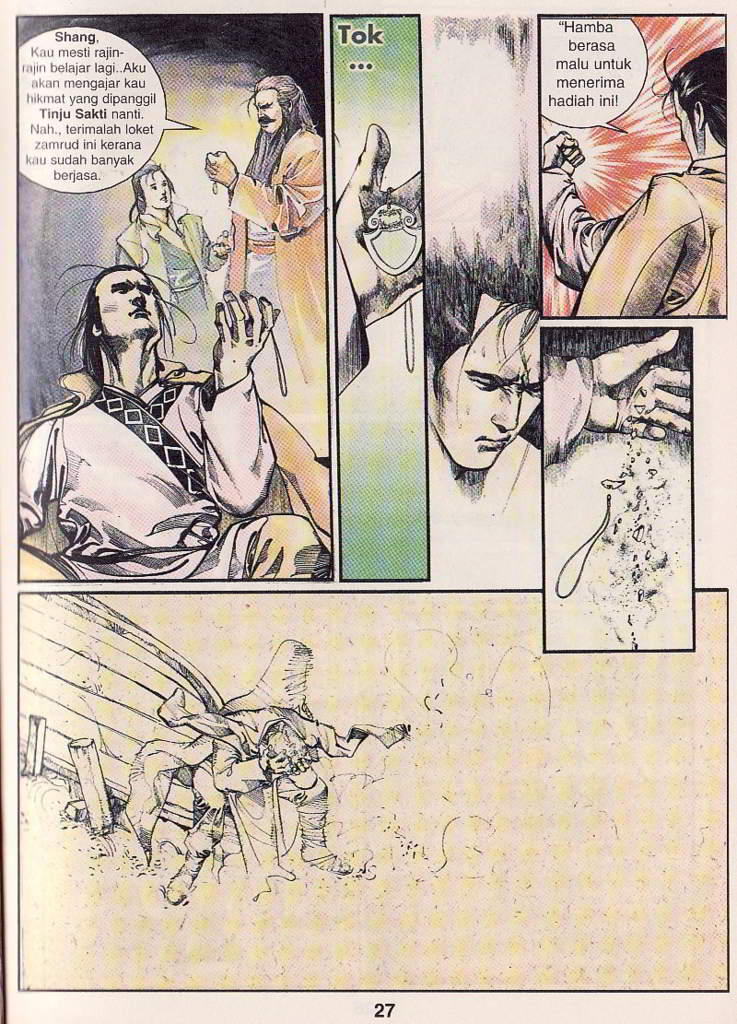 Shang,
Kau mesti rajin-
rajin belajar lagi..Aku
akan mengajar kau
hikmat yang dipanggil
Tinju Sakti nanti.
Nah., terimalah loket
zamrud ini kerana
kau sudah banyak
berjasa.
Tok
...
"Hamba
berasa
malu untuk
menerima
hadiah ini!
27